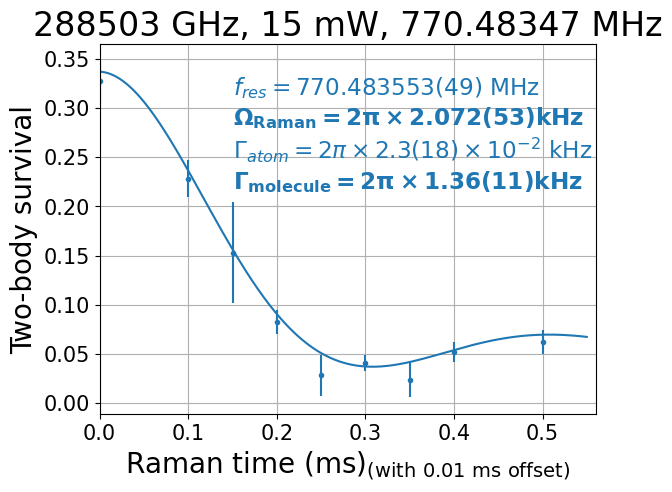 288503 GHz, 15 mW, 770.48347 MHz
f_res = 770.483553(49) MHz
Ω_Raman = 2π × 2.072(53)kHz
Γ_atom = 2π × 2.3(18) × 10⁻² kHz
Γ_molecule = 2π × 1.36(11)kHz
Two-body survival
0.35
0.30
0.25
0.20
0.15
0.10
0.05
0.00
0.0 0.1 0.2 0.3 0.4 0.5
Raman time (ms)(with 0.01 ms offset)